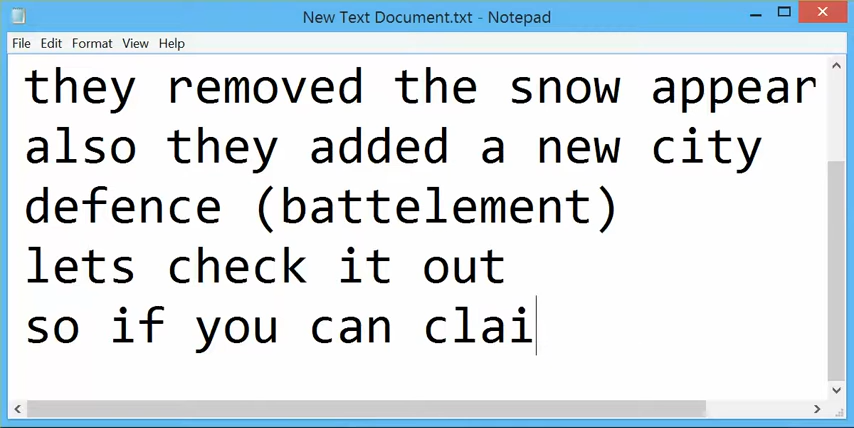 New Text Document.txt - Notepad
File Edit Format View Help
they removed the snow appear
also they added a new city
defence (battelement)
lets check it out
so if you can clai